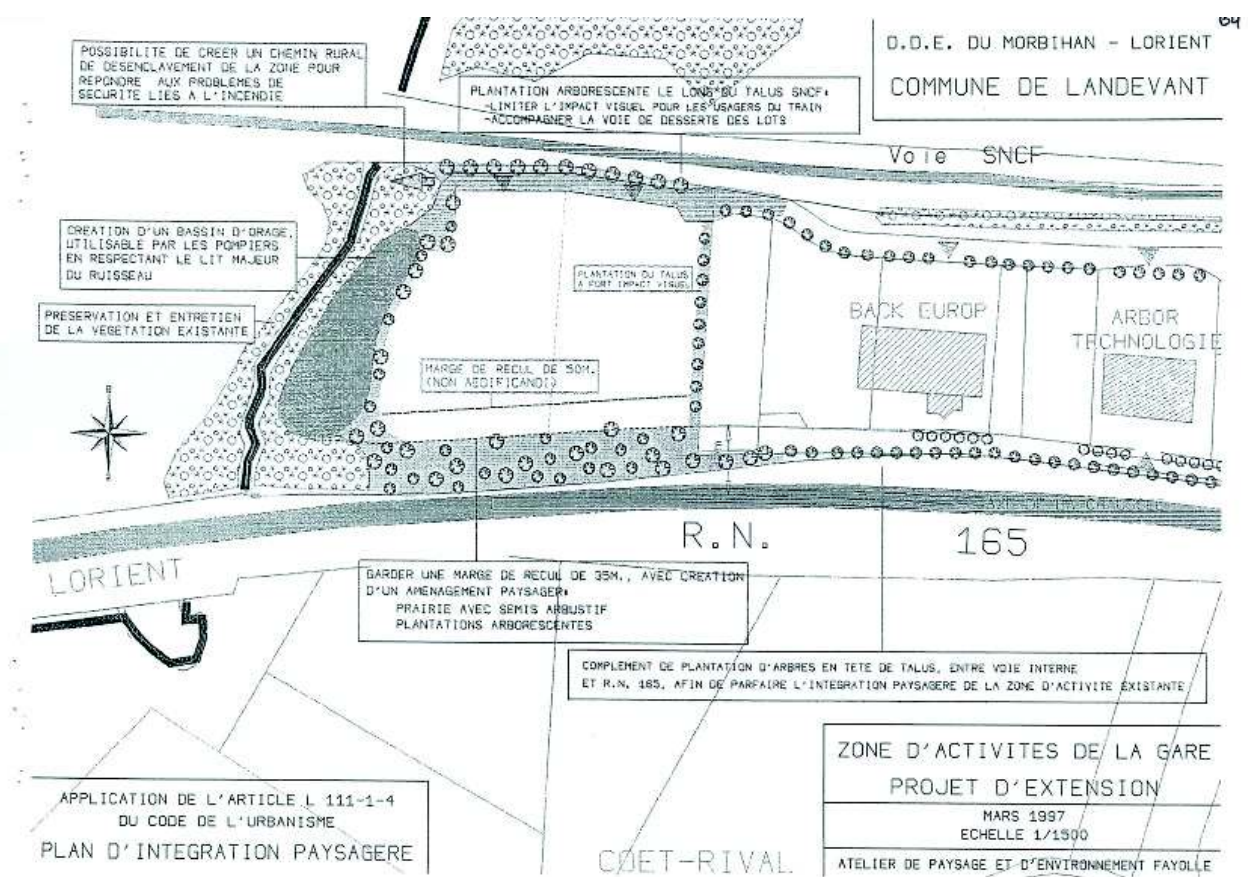 64
D.D.E. DU MORBIHAN - LORIENT
COMMUNE DE LANDEVANT
POSSIBILITE DE CREER UN CHEMIN RURAL
DE DESENCLAVEMENT DE LA ZONE POUR
REPONDRE AUX PROBLEMES DE
SECURITE LIES A L'INCENDIE
PLANTATION ARBORESCENTE LE LONG DU TALUS SNCF:
-LIMITER L'IMPACT VISUEL POUR LES USAGERS DU TRAIN
-ACCOMPAGNER LA VOIE DE DESSERTE DES LOTS
Voie SNCF
CREATION D'UN BASSIN D'ORAGE,
UTILISABLE PAR LES POMPIERS
EN RESPECTANT LE LIT MAJEUR
DU RUISSEAU
PLANTATION DU TALUS
A FORT IMPACT VISUEL
PRESERVATION ET ENTRETIEN
DE LA VEGETATION EXISTANTE
BACK EUROP
ARBOR
TECHNOLOGIE
MARGE DE RECUL DE 50M.
(NON AEDIFICANDI)
AXE DE LA CHAUSSEE
R.N. 165
LORIENT
GARDER UNE MARGE DE RECUL DE 35M., AVEC CREATION
D'UN AMENAGEMENT PAYSAGER:
PRAIRIE AVEC SEMIS ARBUSTIF
PLANTATIONS ARBORESCENTES
COMPLEMENT DE PLANTATION D'ARBRES EN TETE DE TALUS, ENTRE VOIE INTERNE
ET R.N. 165, AFIN DE PARFAIRE L'INTEGRATION PAYSAGERE DE LA ZONE D'ACTIVITE EXISTANTE
ZONE D'ACTIVITES DE LA GARE
PROJET D'EXTENSION
MARS 1997
ECHELLE 1/1500
ATELIER DE PAYSAGE ET D'ENVIRONNEMENT FAYOLLE
APPLICATION DE L'ARTICLE L 111-1-4
DU CODE DE L'URBANISME
PLAN D'INTEGRATION PAYSAGERE
COET-RIVAL